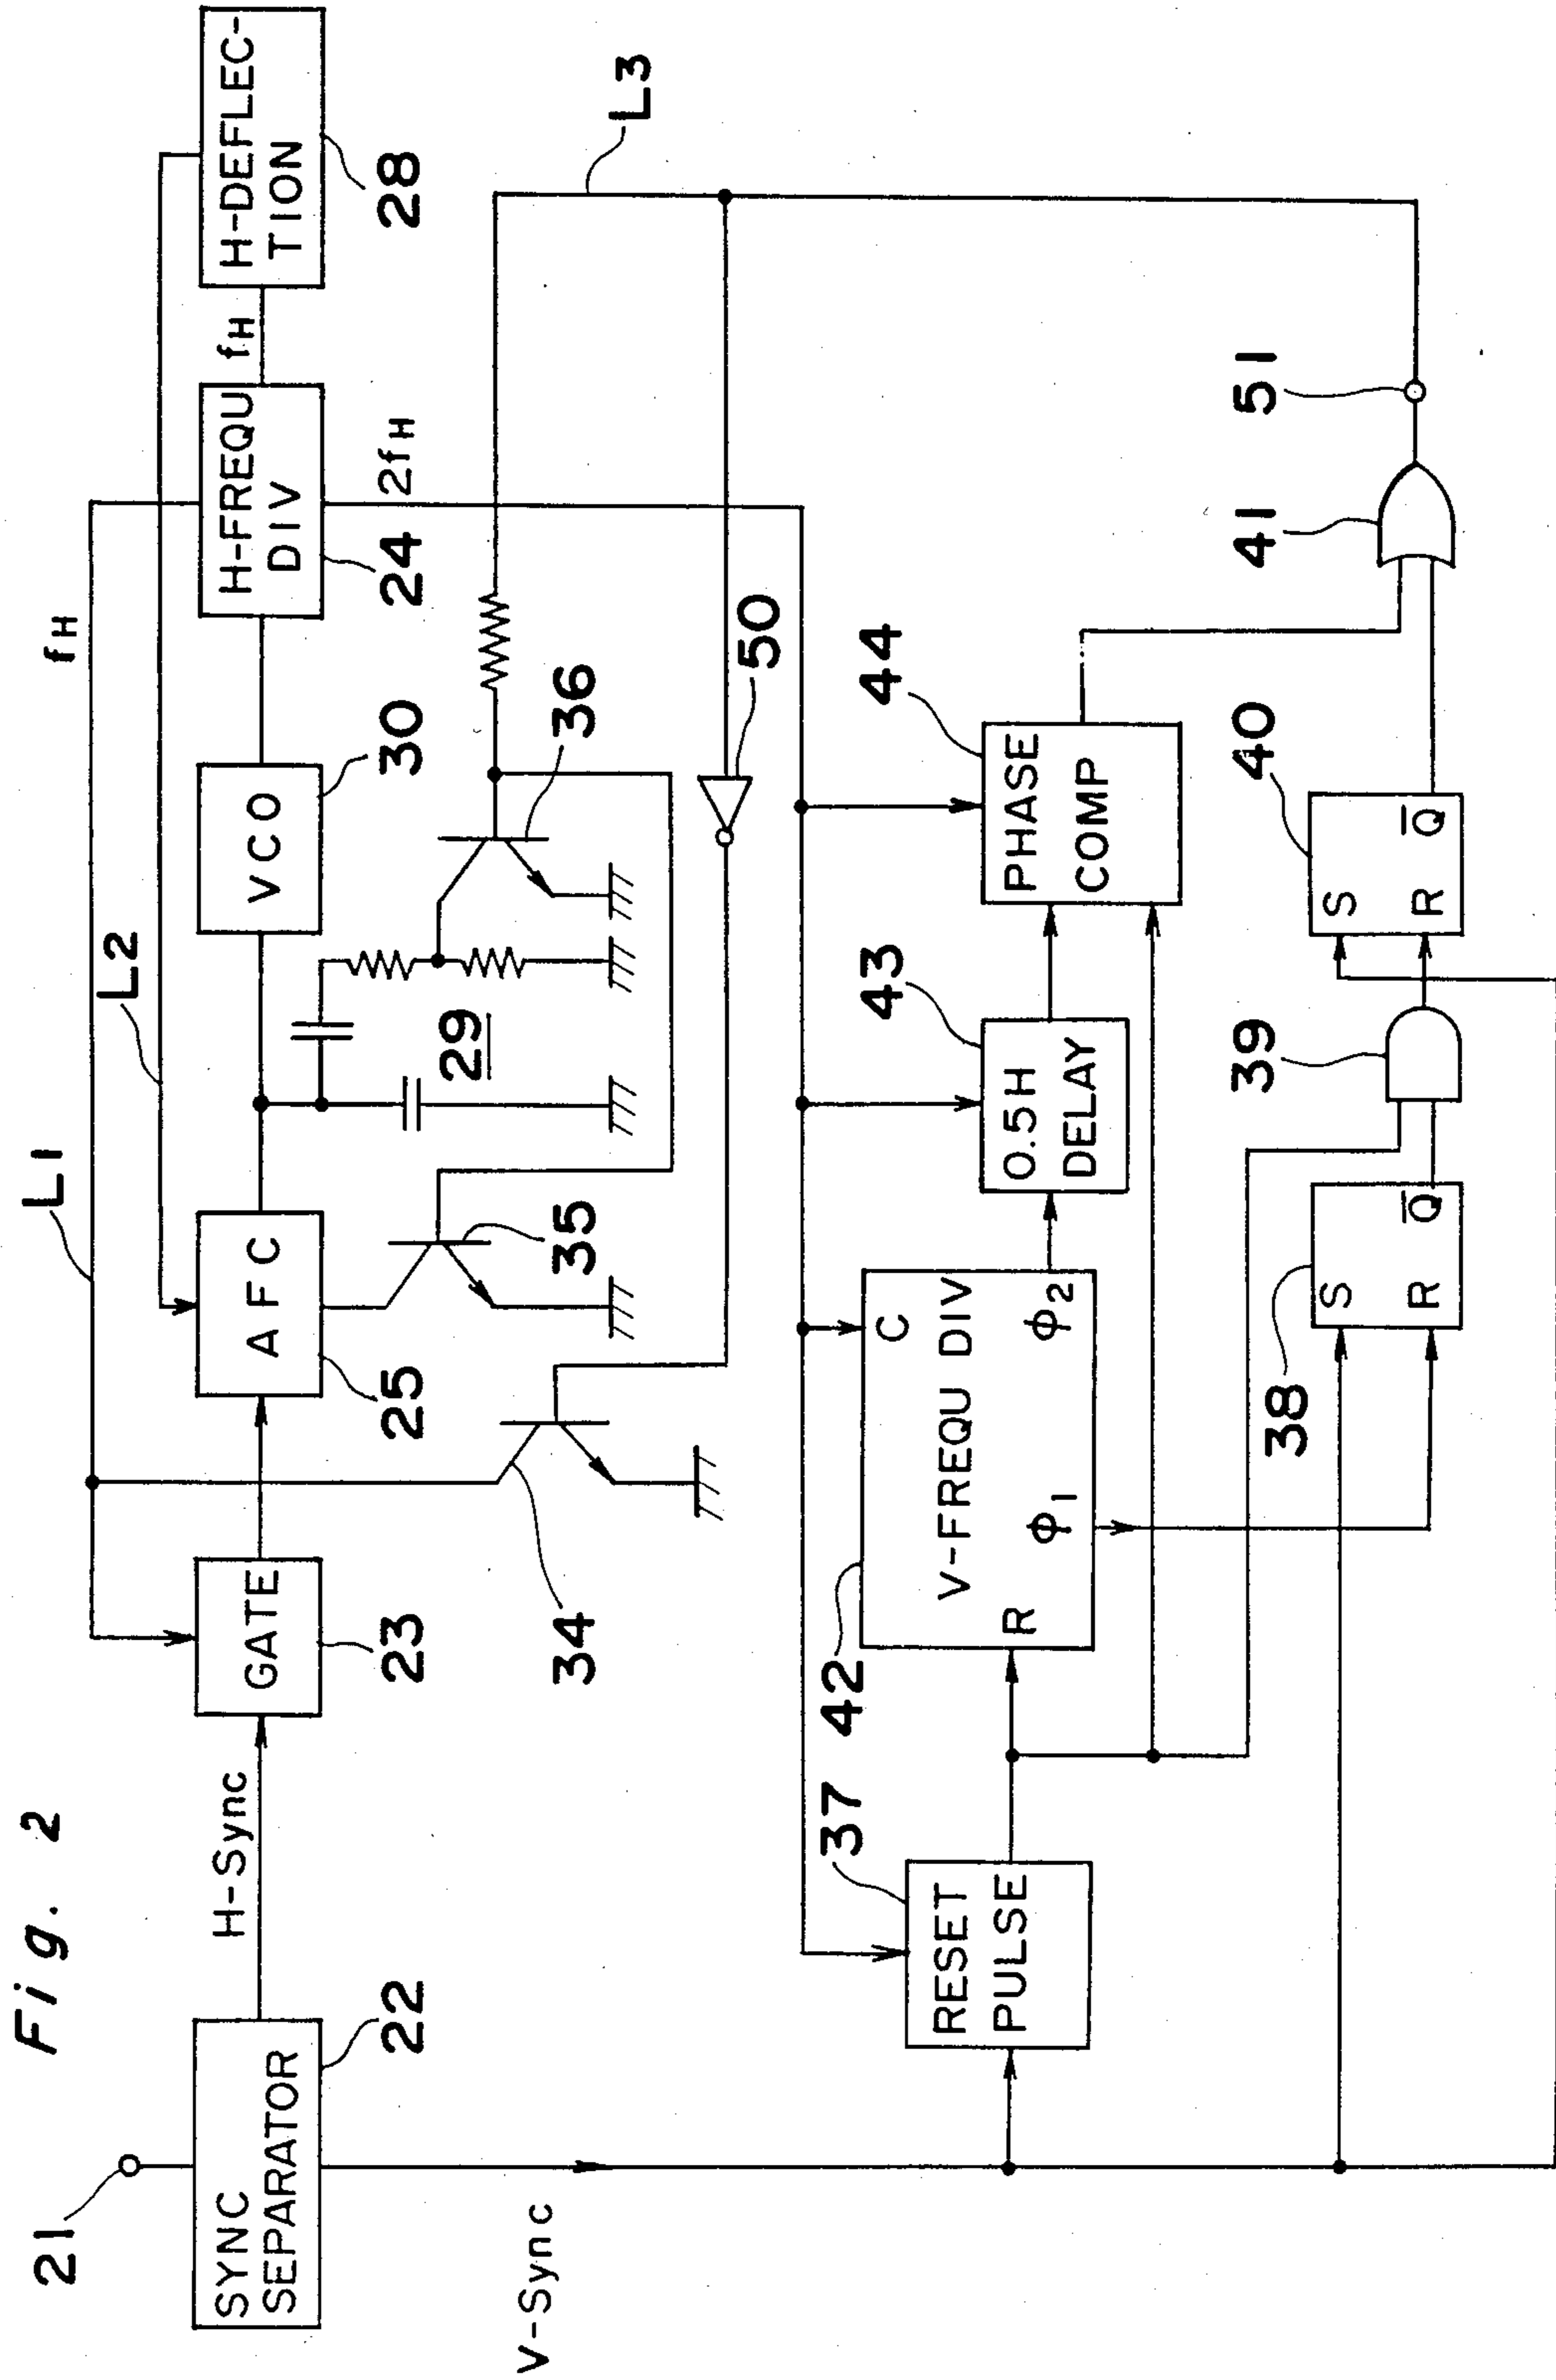 Fig. 2
21
SYNC
SEPARATOR
22
H-Sync
V-Sync
GATE
23
L1
fH
L2
AFC
25
VCO
30
H-FREQU
DIV
24
fH
2fH
H-DEFLEC-
TION
28
29
34
35
36
50
L3
RESET
PULSE
37
42
C
V-FREQU DIV
R
φ1
φ2
0.5H
DELAY
43
PHASE
COMP
44
38
S
R
Q̅
39
40
S
R
Q̅
41
51